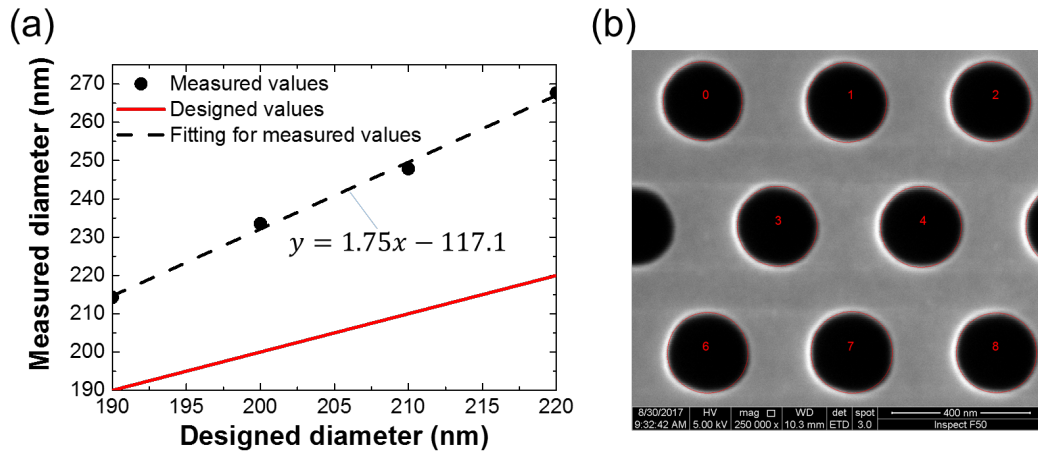 (a)
Measured diameter (nm)
270
260
250
240
230
220
210
200
190
Measured values
Designed values
Fitting for measured values
y = 1.75x − 117.1
190 195 200 205 210 215 220
Designed diameter (nm)
(b)
0 1 2
3 4
6 7 8
8/30/2017 HV mag WD det spot 400 nm
9:32:42 AM 5.00 kV 250 000 x 10.3 mm ETD 3.0 Inspect F50